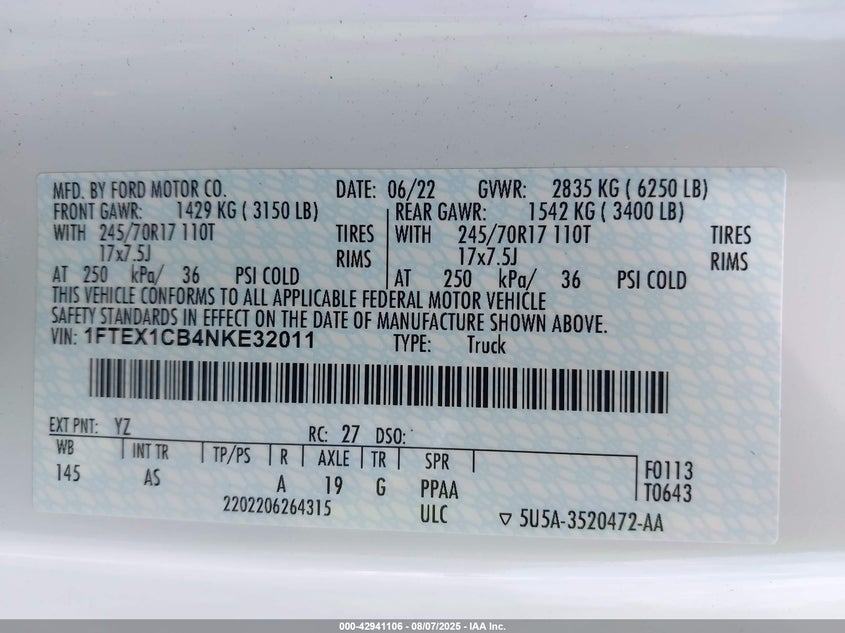 MFD. BY FORD MOTOR CO. DATE: 06/22 GVWR: 2835 KG ( 6250 LB)
FRONT GAWR: 1429 KG ( 3150 LB) REAR GAWR: 1542 KG ( 3400 LB)
WITH 245/70R17 110T TIRES WITH 245/70R17 110T TIRES
17x7.5J RIMS 17x7.5J RIMS
AT 250 kPa/ 36 PSI COLD AT 250 kPa/ 36 PSI COLD
THIS VEHICLE CONFORMS TO ALL APPLICABLE FEDERAL MOTOR VEHICLE
SAFETY STANDARDS IN EFFECT ON THE DATE OF MANUFACTURE SHOWN ABOVE.
VIN: 1FTEX1CB4NKE32011 TYPE: Truck
EXT PNT: YZ RC: 27 DSO:
WB INT TR TP/PS R AXLE TR SPR F0113
145 AS A 19 G PPAA T0643
2202206264315 ULC ▽ 5U5A-3520472-AA
000-42941106 - 08/07/2025 - IAA Inc.